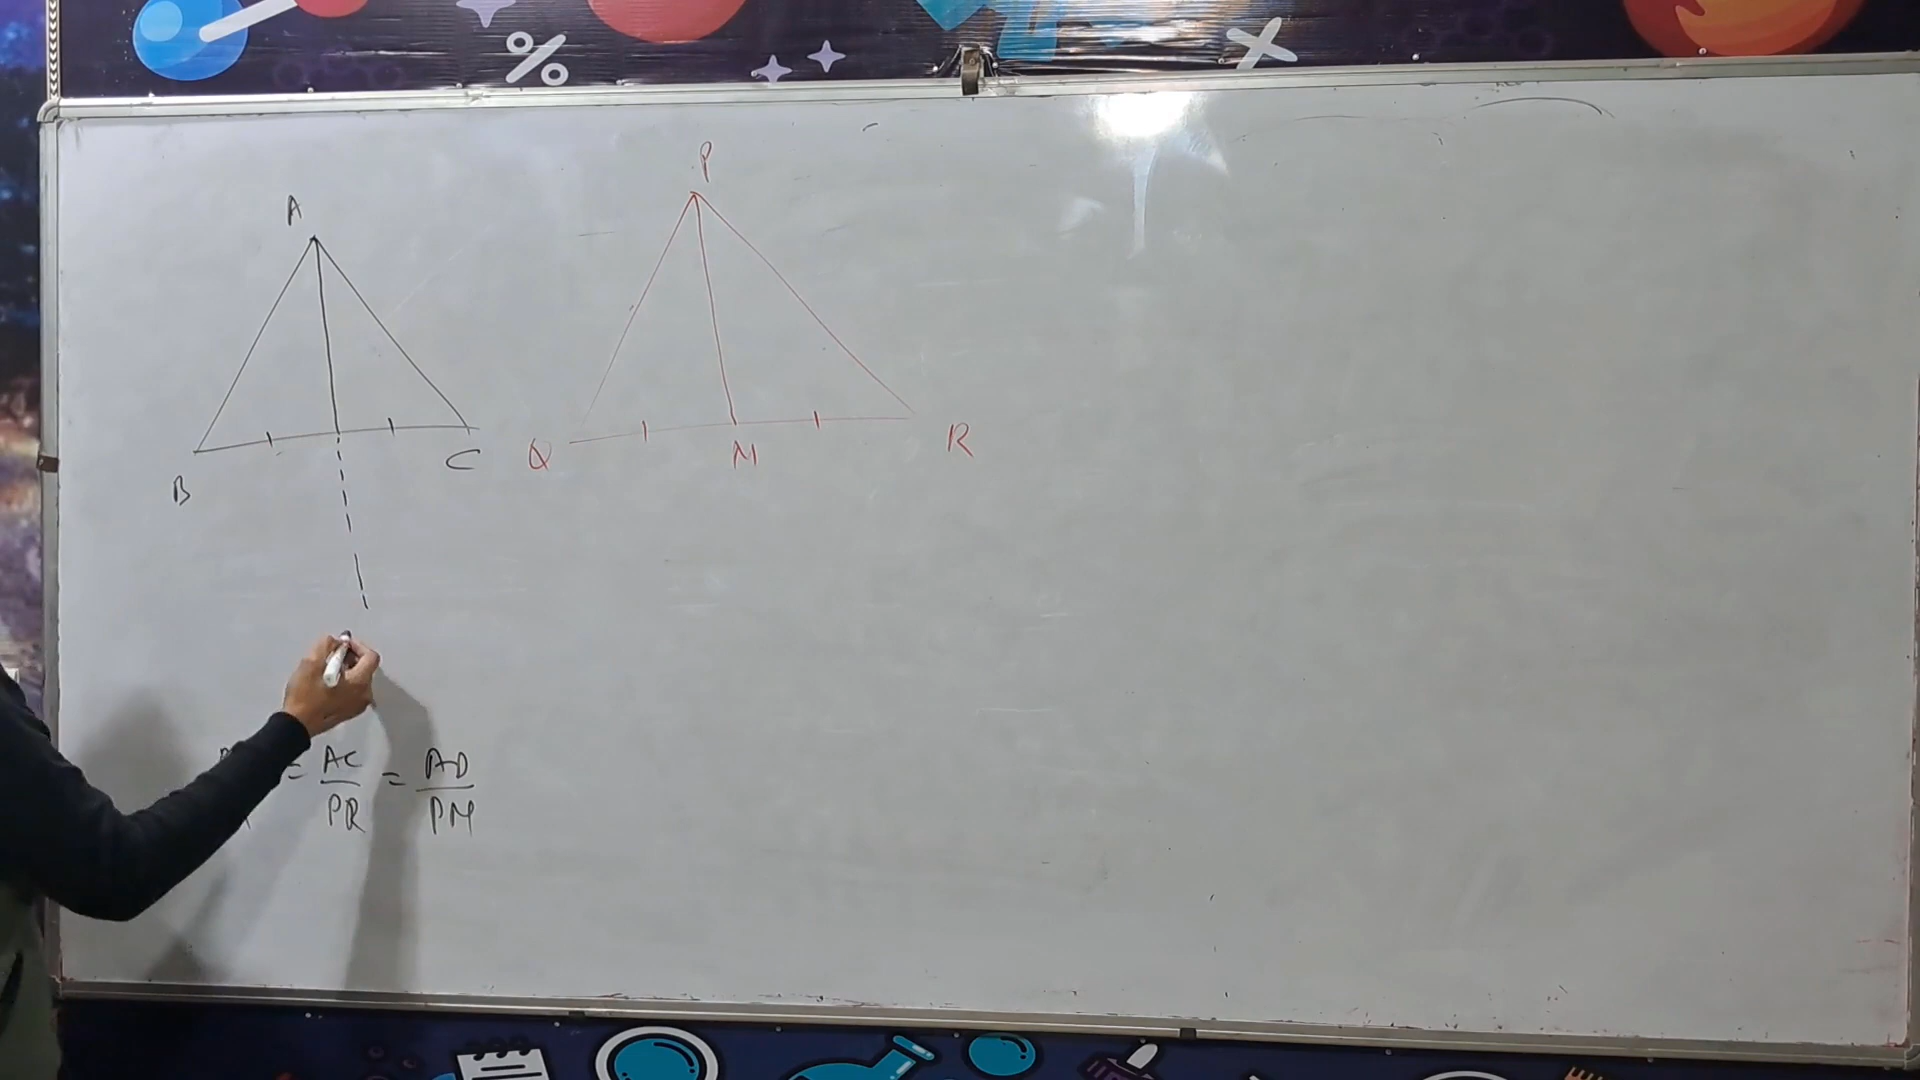 P
A
B
C
Q
M
R
= AC/PR = AD/PM
%